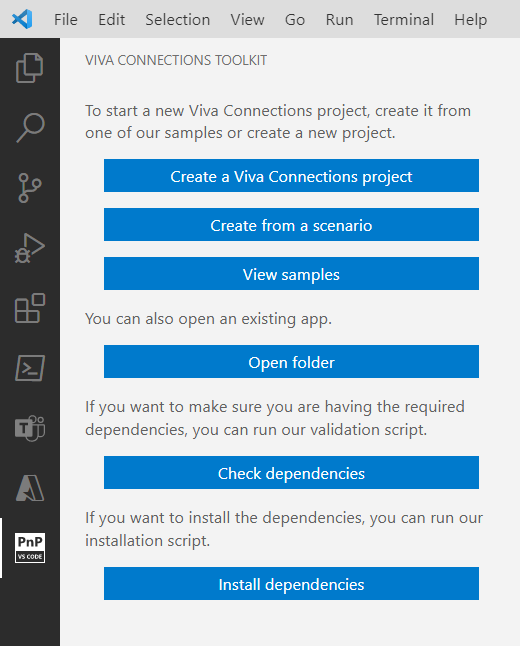 File Edit Selection View Go Run Terminal Help
VIVA CONNECTIONS TOOLKIT
To start a new Viva Connections project, create it from
one of our samples or create a new project.
Create a Viva Connections project
Create from a scenario
View samples
You can also open an existing app.
Open folder
If you want to make sure you are having the required
dependencies, you can run our validation script.
Check dependencies
If you want to install the dependencies, you can run our
installation script.
Install dependencies
T
PnP
VS CODE